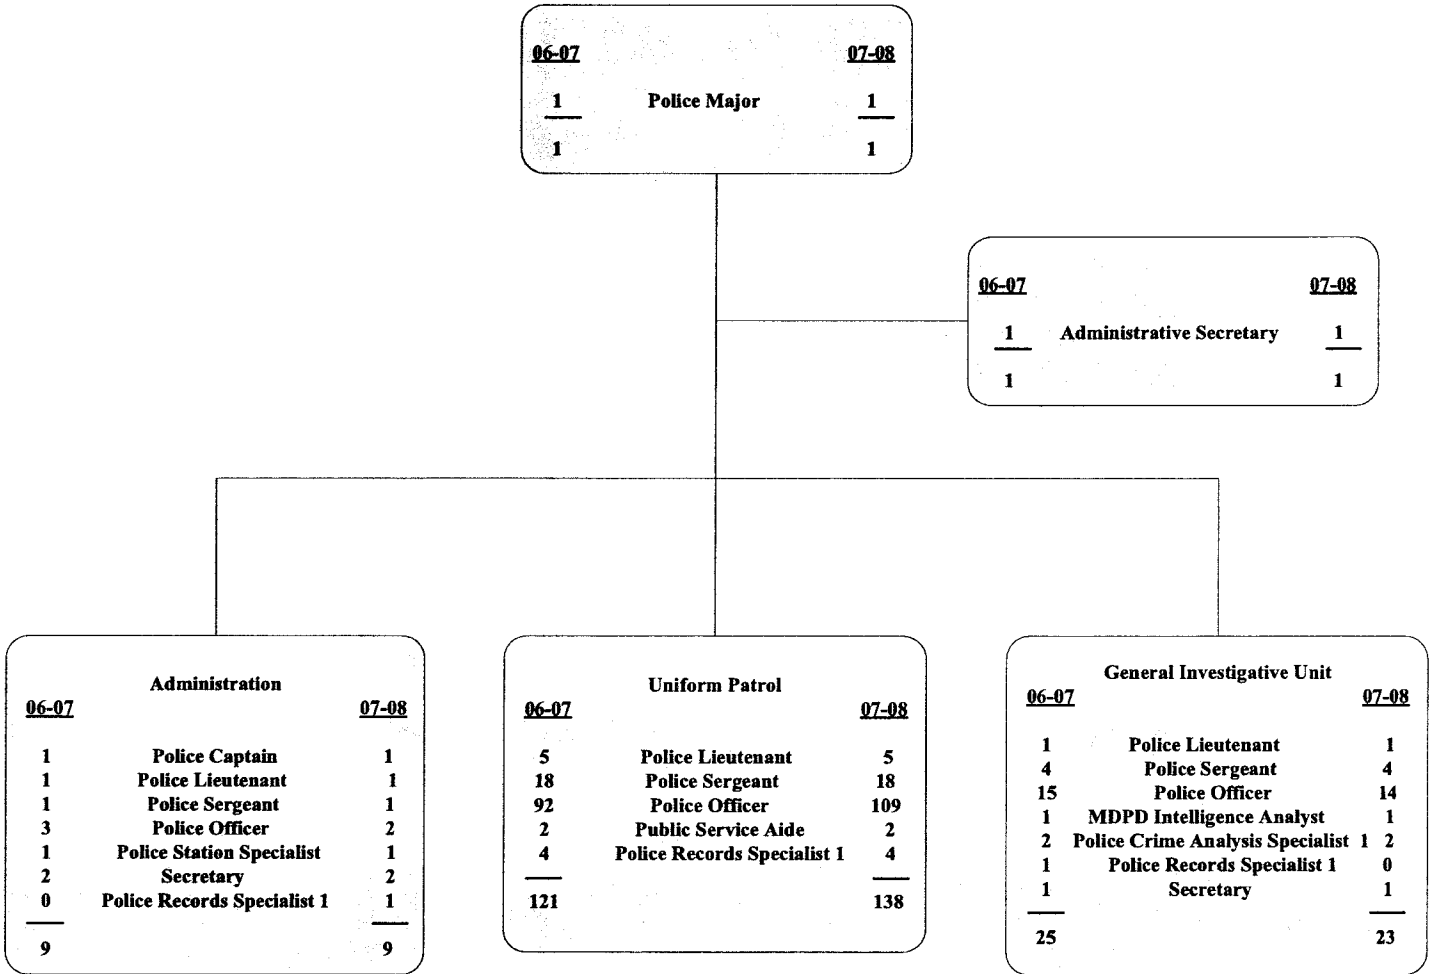 06-07 07-08
1 Police Major 1
1 1
06-07 07-08
1 Administrative Secretary 1
1 1
Administration
06-07 07-08
1 Police Captain 1
1 Police Lieutenant 1
1 Police Sergeant 1
3 Police Officer 2
1 Police Station Specialist 1
2 Secretary 2
0 Police Records Specialist 1 1
9 9
Uniform Patrol
06-07 07-08
5 Police Lieutenant 5
18 Police Sergeant 18
92 Police Officer 109
2 Public Service Aide 2
4 Police Records Specialist 1 4
121 138
General Investigative Unit
06-07 07-08
1 Police Lieutenant 1
4 Police Sergeant 4
15 Police Officer 14
1 MDPD Intelligence Analyst 1
2 Police Crime Analysis Specialist 1 2
1 Police Records Specialist 1 0
1 Secretary 1
25 23